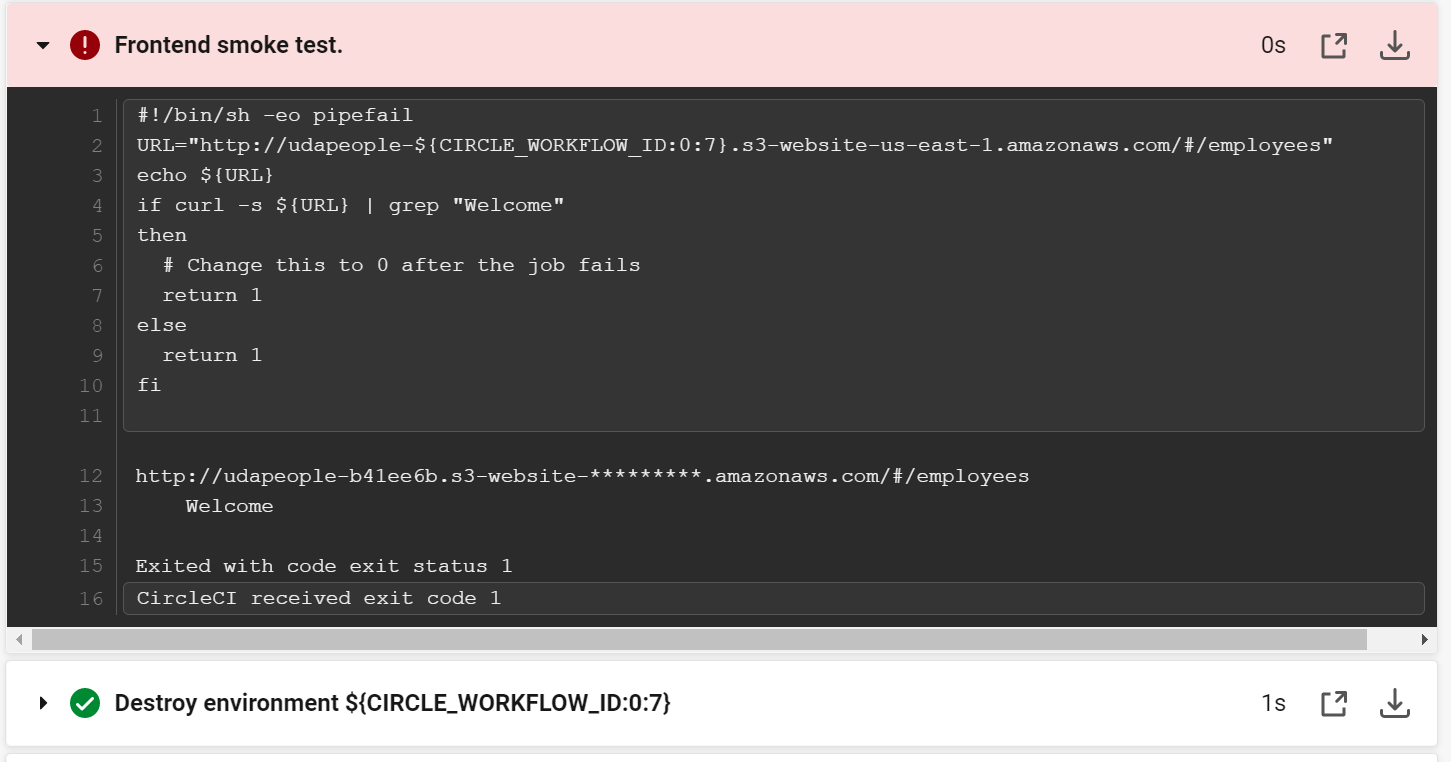 Frontend smoke test.
0s
1 #!/bin/sh -eo pipefail
2 URL="http://udapeople-${CIRCLE_WORKFLOW_ID:0:7}.s3-website-us-east-1.amazonaws.com/#/employees"
3 echo ${URL}
4 if curl -s ${URL} | grep "Welcome"
5 then
6   # Change this to 0 after the job fails
7   return 1
8 else
9   return 1
10 fi
11
12 http://udapeople-b41ee6b.s3-website-*********.amazonaws.com/#/employees
13     Welcome
14
15 Exited with code exit status 1
16 CircleCI received exit code 1
Destroy environment ${CIRCLE_WORKFLOW_ID:0:7}
1s